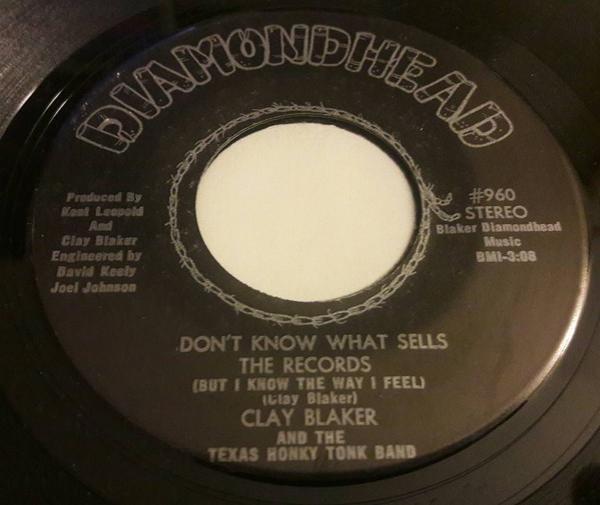 DIAMONDHEAD
Produced By
Kent Leopold
And
Clay Blaker
Engineered by
David Keely
Joel Johnson
#960
STEREO
Blaker Diamondhead
Music
BMI-3:08
DON'T KNOW WHAT SELLS
THE RECORDS
(BUT I KNOW THE WAY I FEEL)
(Clay Blaker)
CLAY BLAKER
AND THE
TEXAS HONKY TONK BAND